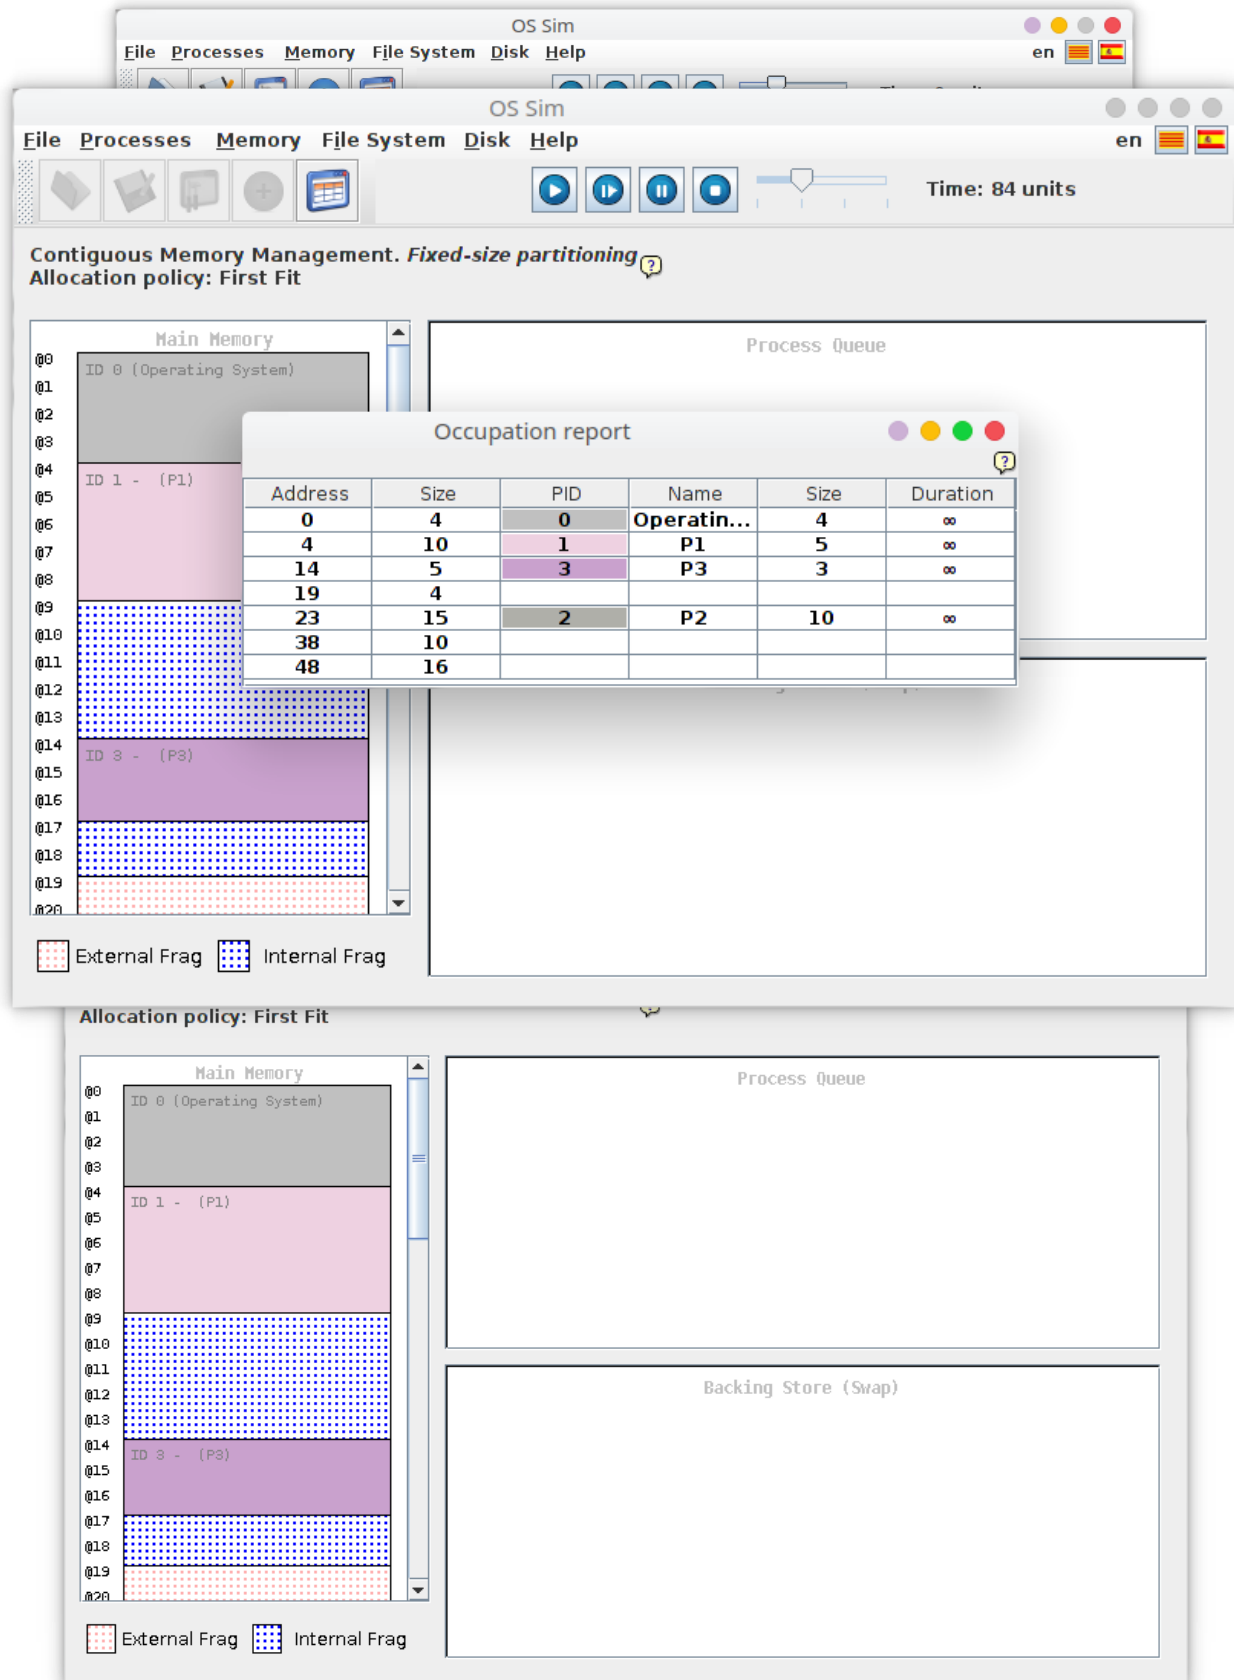 OS Sim
File Processes Memory File System Disk Help
en
OS Sim
File Processes Memory File System Disk Help
en
Time: 84 units
Contiguous Memory Management. Fixed-size partitioning
Allocation policy: First Fit
Main Memory
@0
ID 0 (Operating System)
@1
@2
@3
@4
ID 1 - (P1)
@5
@6
@7
@8
@9
@10
@11
@12
@13
@14
ID 3 - (P3)
@15
@16
@17
@18
@19
@20
External Frag
Internal Frag
Process Queue
Occupation report
Address Size PID Name Size Duration
0 4 0 Operatin... 4 ∞
4 10 1 P1 5 ∞
14 5 3 P3 3 ∞
19 4
23 15 2 P2 10 ∞
38 10
48 16
Allocation policy: First Fit
Main Memory
@0
ID 0 (Operating System)
@1
@2
@3
@4
ID 1 - (P1)
@5
@6
@7
@8
@9
@10
@11
@12
@13
@14
ID 3 - (P3)
@15
@16
@17
@18
@19
@20
External Frag
Internal Frag
Process Queue
Backing Store (Swap)